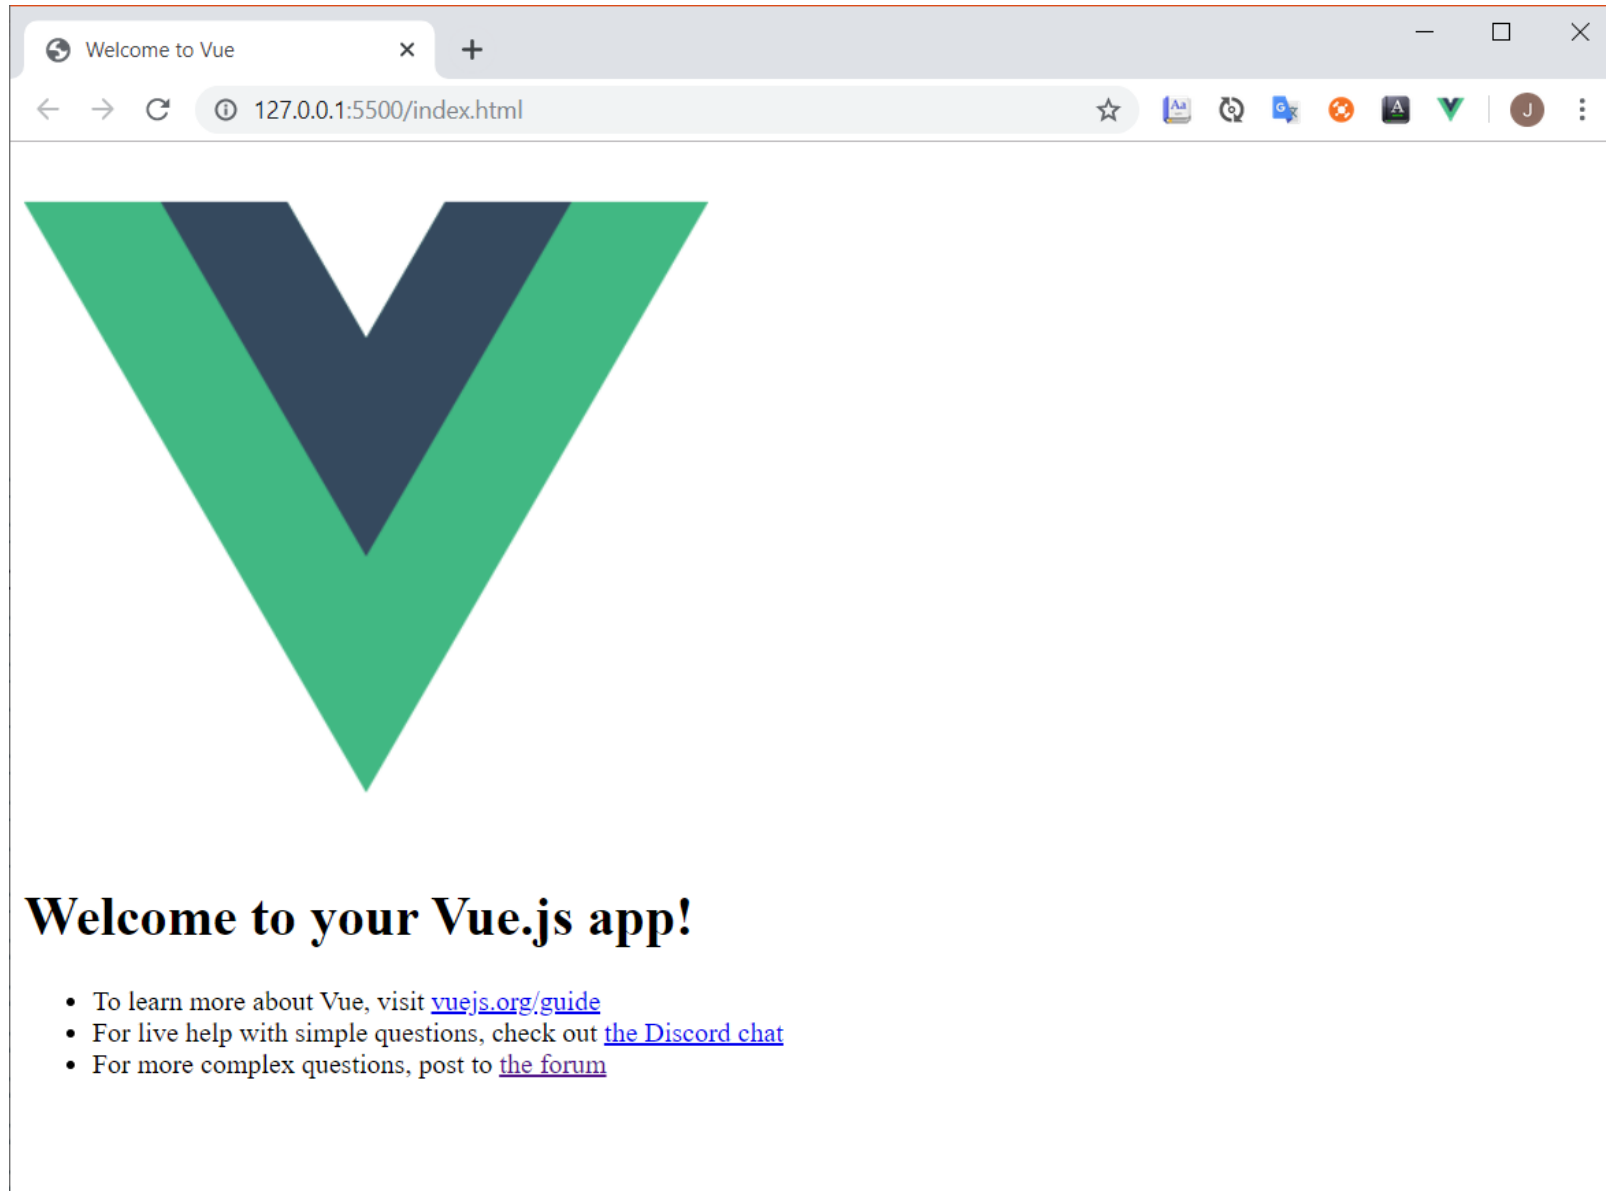 Welcome to Vue
127.0.0.1:5500/index.html
Aa
G
A
J
Welcome to your Vue.js app!
To learn more about Vue, visit vuejs.org/guide
For live help with simple questions, check out the Discord chat
For more complex questions, post to the forum